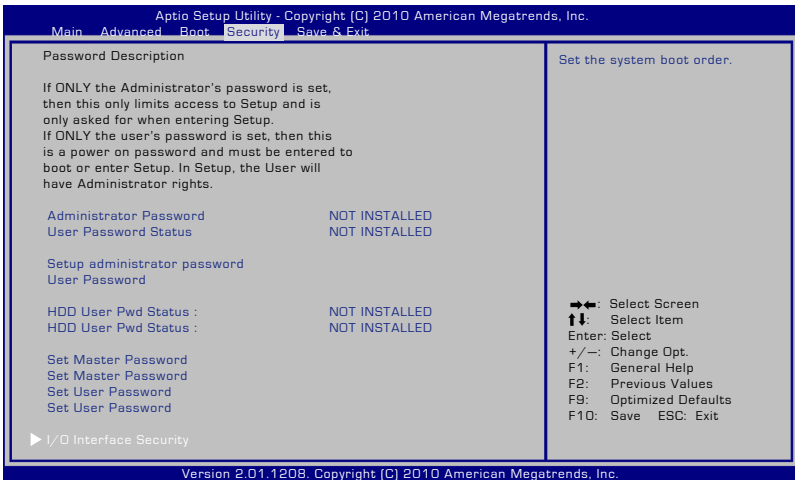 Aptio Setup Utility - Copyright (C) 2010 American Megatrends, Inc.
Main Advanced Boot Security Save & Exit
Password Description
If ONLY the Administrator's password is set,
then this only limits access to Setup and is
only asked for when entering Setup.
If ONLY the user's password is set, then this
is a power on password and must be entered to
boot or enter Setup. In Setup, the User will
have Administrator rights.
Administrator Password NOT INSTALLED
User Password Status NOT INSTALLED
Setup administrator password
User Password
HDD User Pwd Status : NOT INSTALLED
HDD User Pwd Status : NOT INSTALLED
Set Master Password
Set Master Password
Set User Password
Set User Password
I/O Interface Security
Set the system boot order.
→←: Select Screen
↑↓: Select Item
Enter: Select
+/—: Change Opt.
F1: General Help
F2: Previous Values
F9: Optimized Defaults
F10: Save ESC: Exit
Version 2.01.1208. Copyright (C) 2010 American Megatrends, Inc.